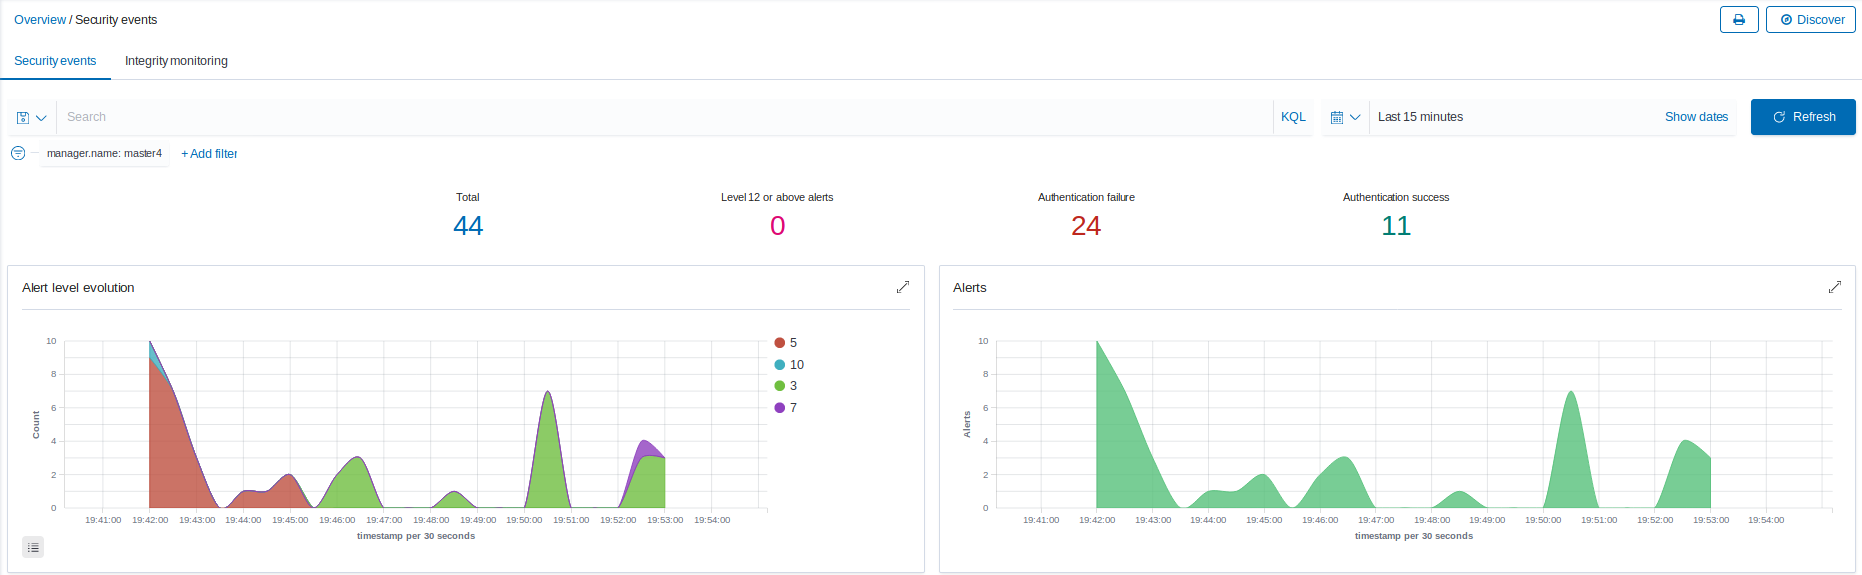 Overview / Security events
Discover
Security events Integrity monitoring
Search KQL Last 15 minutes Show dates Refresh
manager.name: master4 + Add filter
Total Level 12 or above alerts Authentication failure Authentication success
44 0 24 11
Alert level evolution
10
8
6
4
2
0
Count
19:41:00 19:42:00 19:43:00 19:44:00 19:45:00 19:46:00 19:47:00 19:48:00 19:49:00 19:50:00 19:51:00 19:52:00 19:53:00 19:54:00
timestamp per 30 seconds
5
10
3
7
Alerts
10
8
6
4
2
0
Alerts
19:41:00 19:42:00 19:43:00 19:44:00 19:45:00 19:46:00 19:47:00 19:48:00 19:49:00 19:50:00 19:51:00 19:52:00 19:53:00 19:54:00
timestamp per 30 seconds